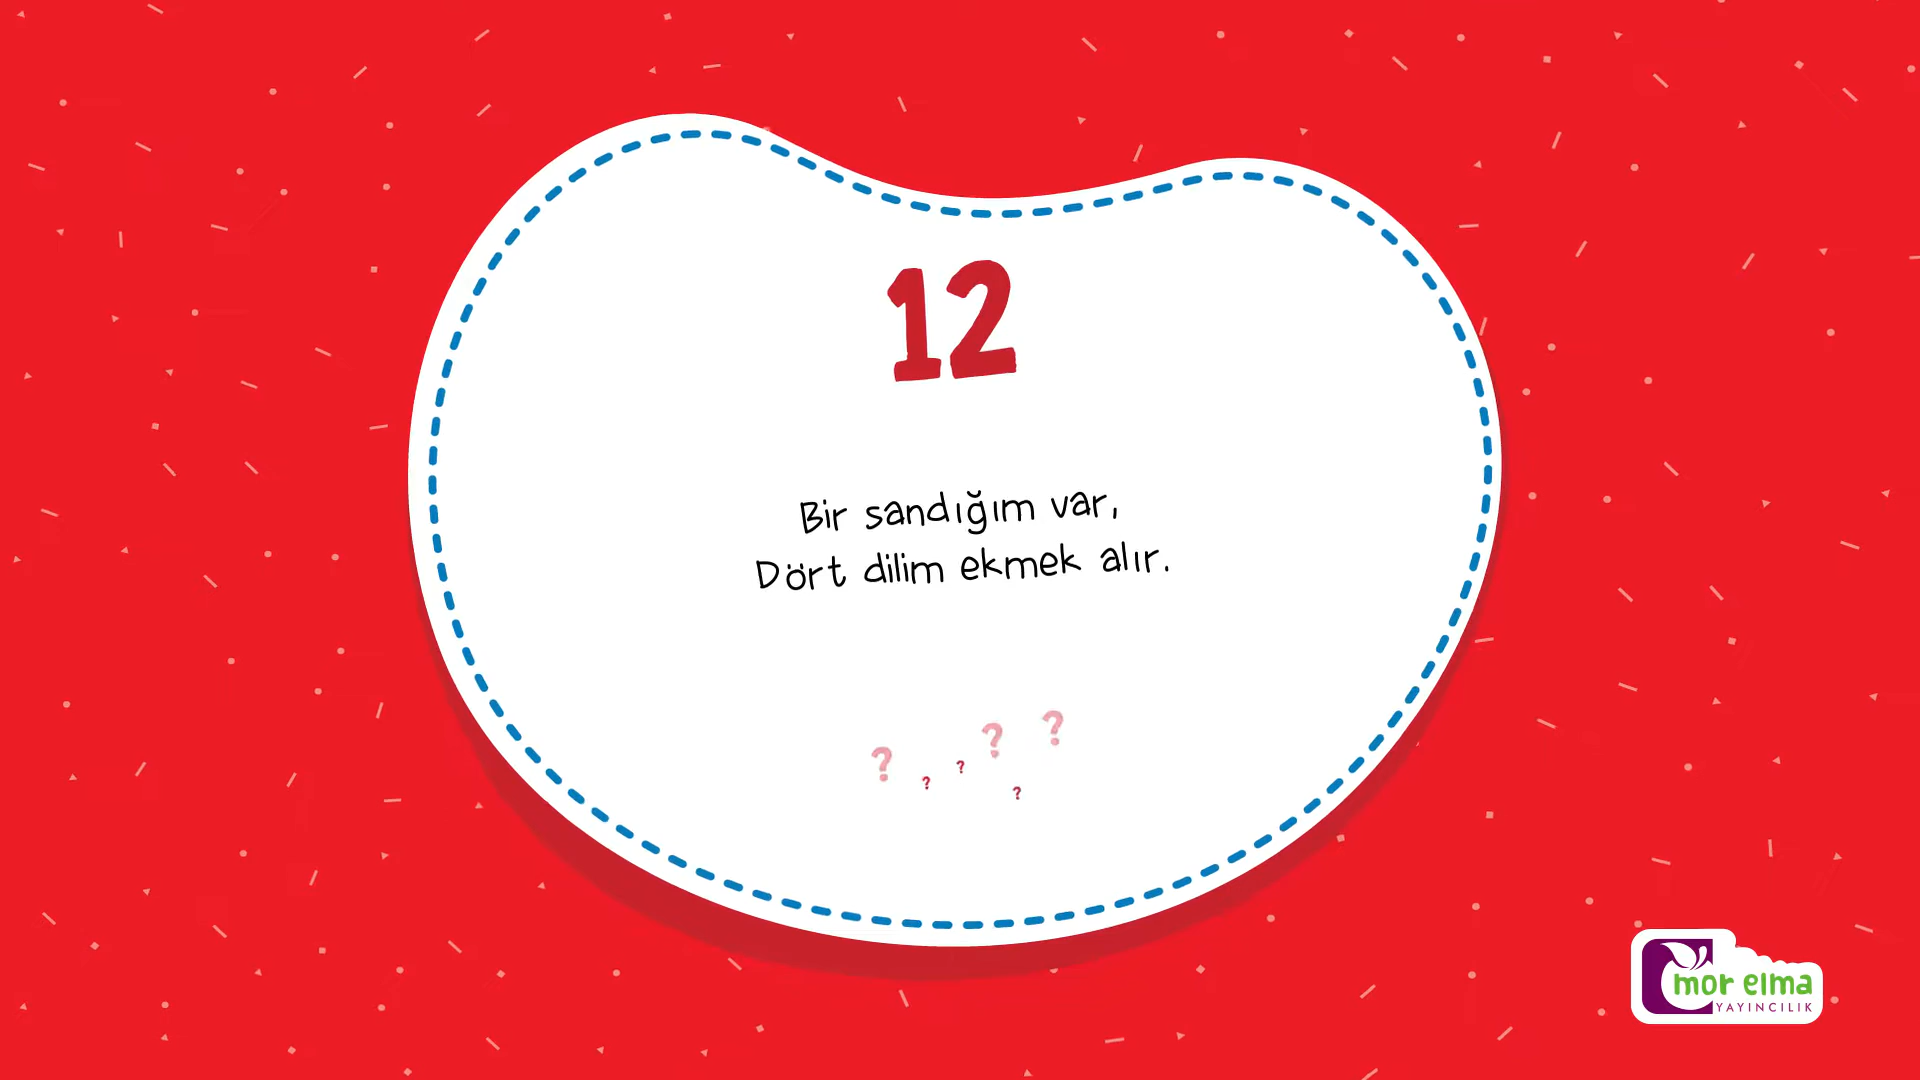 12
Bir sandığım var,
Dört dilim ekmek alır.
? ? ? ? ? ?
mor elma
YAYINCILIK